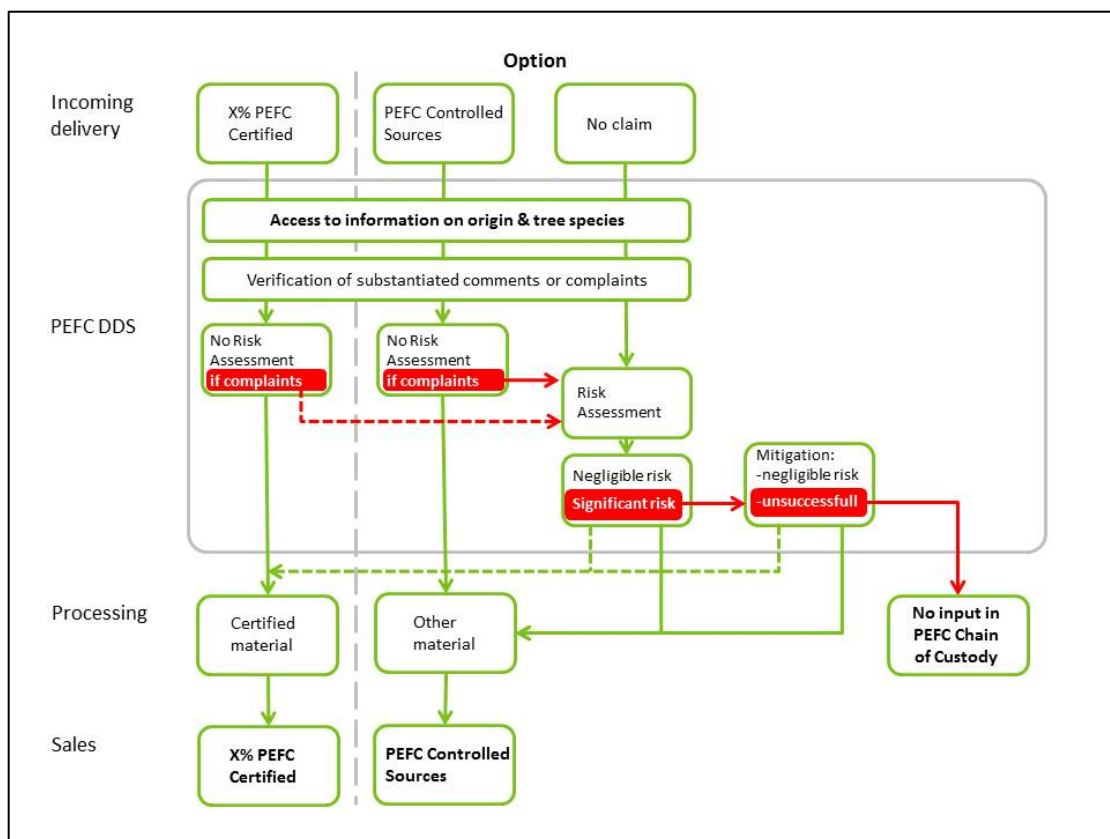 Option
Incoming
delivery
X% PEFC
Certified
PEFC Controlled
Sources
No claim
Access to information on origin & tree species
Verification of substantiated comments or complaints
PEFC DDS
No Risk
Assessment
if complaints
No Risk
Assessment
if complaints
Risk
Assessment
Negligible risk
Significant risk
Mitigation:
-negligible risk
-unsuccessfull
Processing
Certified
material
Other
material
No input in
PEFC Chain
of Custody
Sales
X% PEFC
Certified
PEFC Controlled
Sources